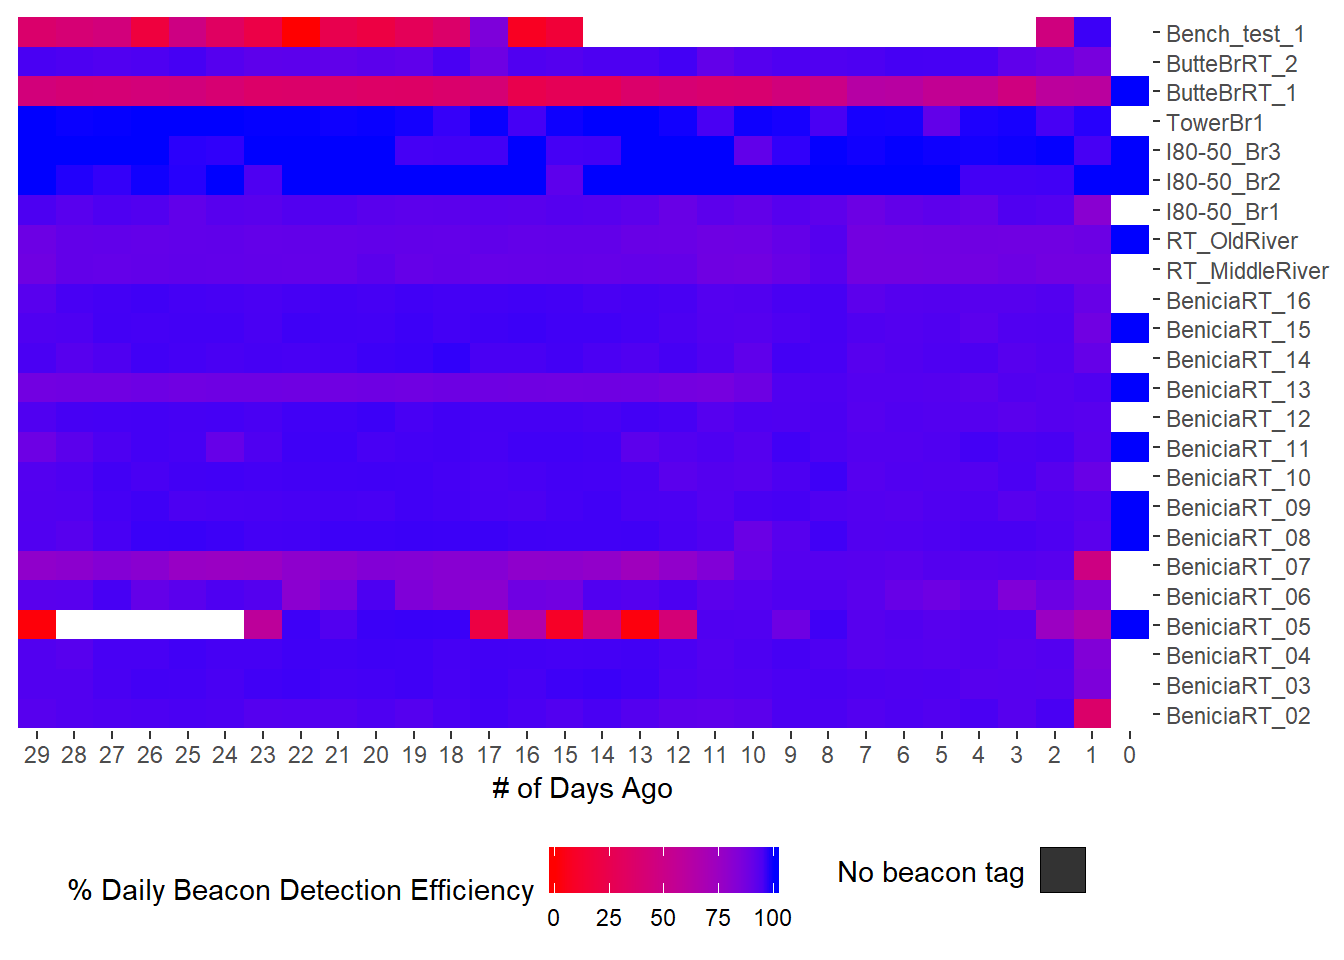 Bench_test_1
ButteBrRT_2
ButteBrRT_1
TowerBr1
I80-50_Br3
I80-50_Br2
I80-50_Br1
RT_OldRiver
RT_MiddleRiver
BeniciaRT_16
BeniciaRT_15
BeniciaRT_14
BeniciaRT_13
BeniciaRT_12
BeniciaRT_11
BeniciaRT_10
BeniciaRT_09
BeniciaRT_08
BeniciaRT_07
BeniciaRT_06
BeniciaRT_05
BeniciaRT_04
BeniciaRT_03
BeniciaRT_02
29 28 27 26 25 24 23 22 21 20 19 18 17 16 15 14 13 12 11 10 9 8 7 6 5 4 3 2 1 0
# of Days Ago
% Daily Beacon Detection Efficiency
0 25 50 75 100
No beacon tag